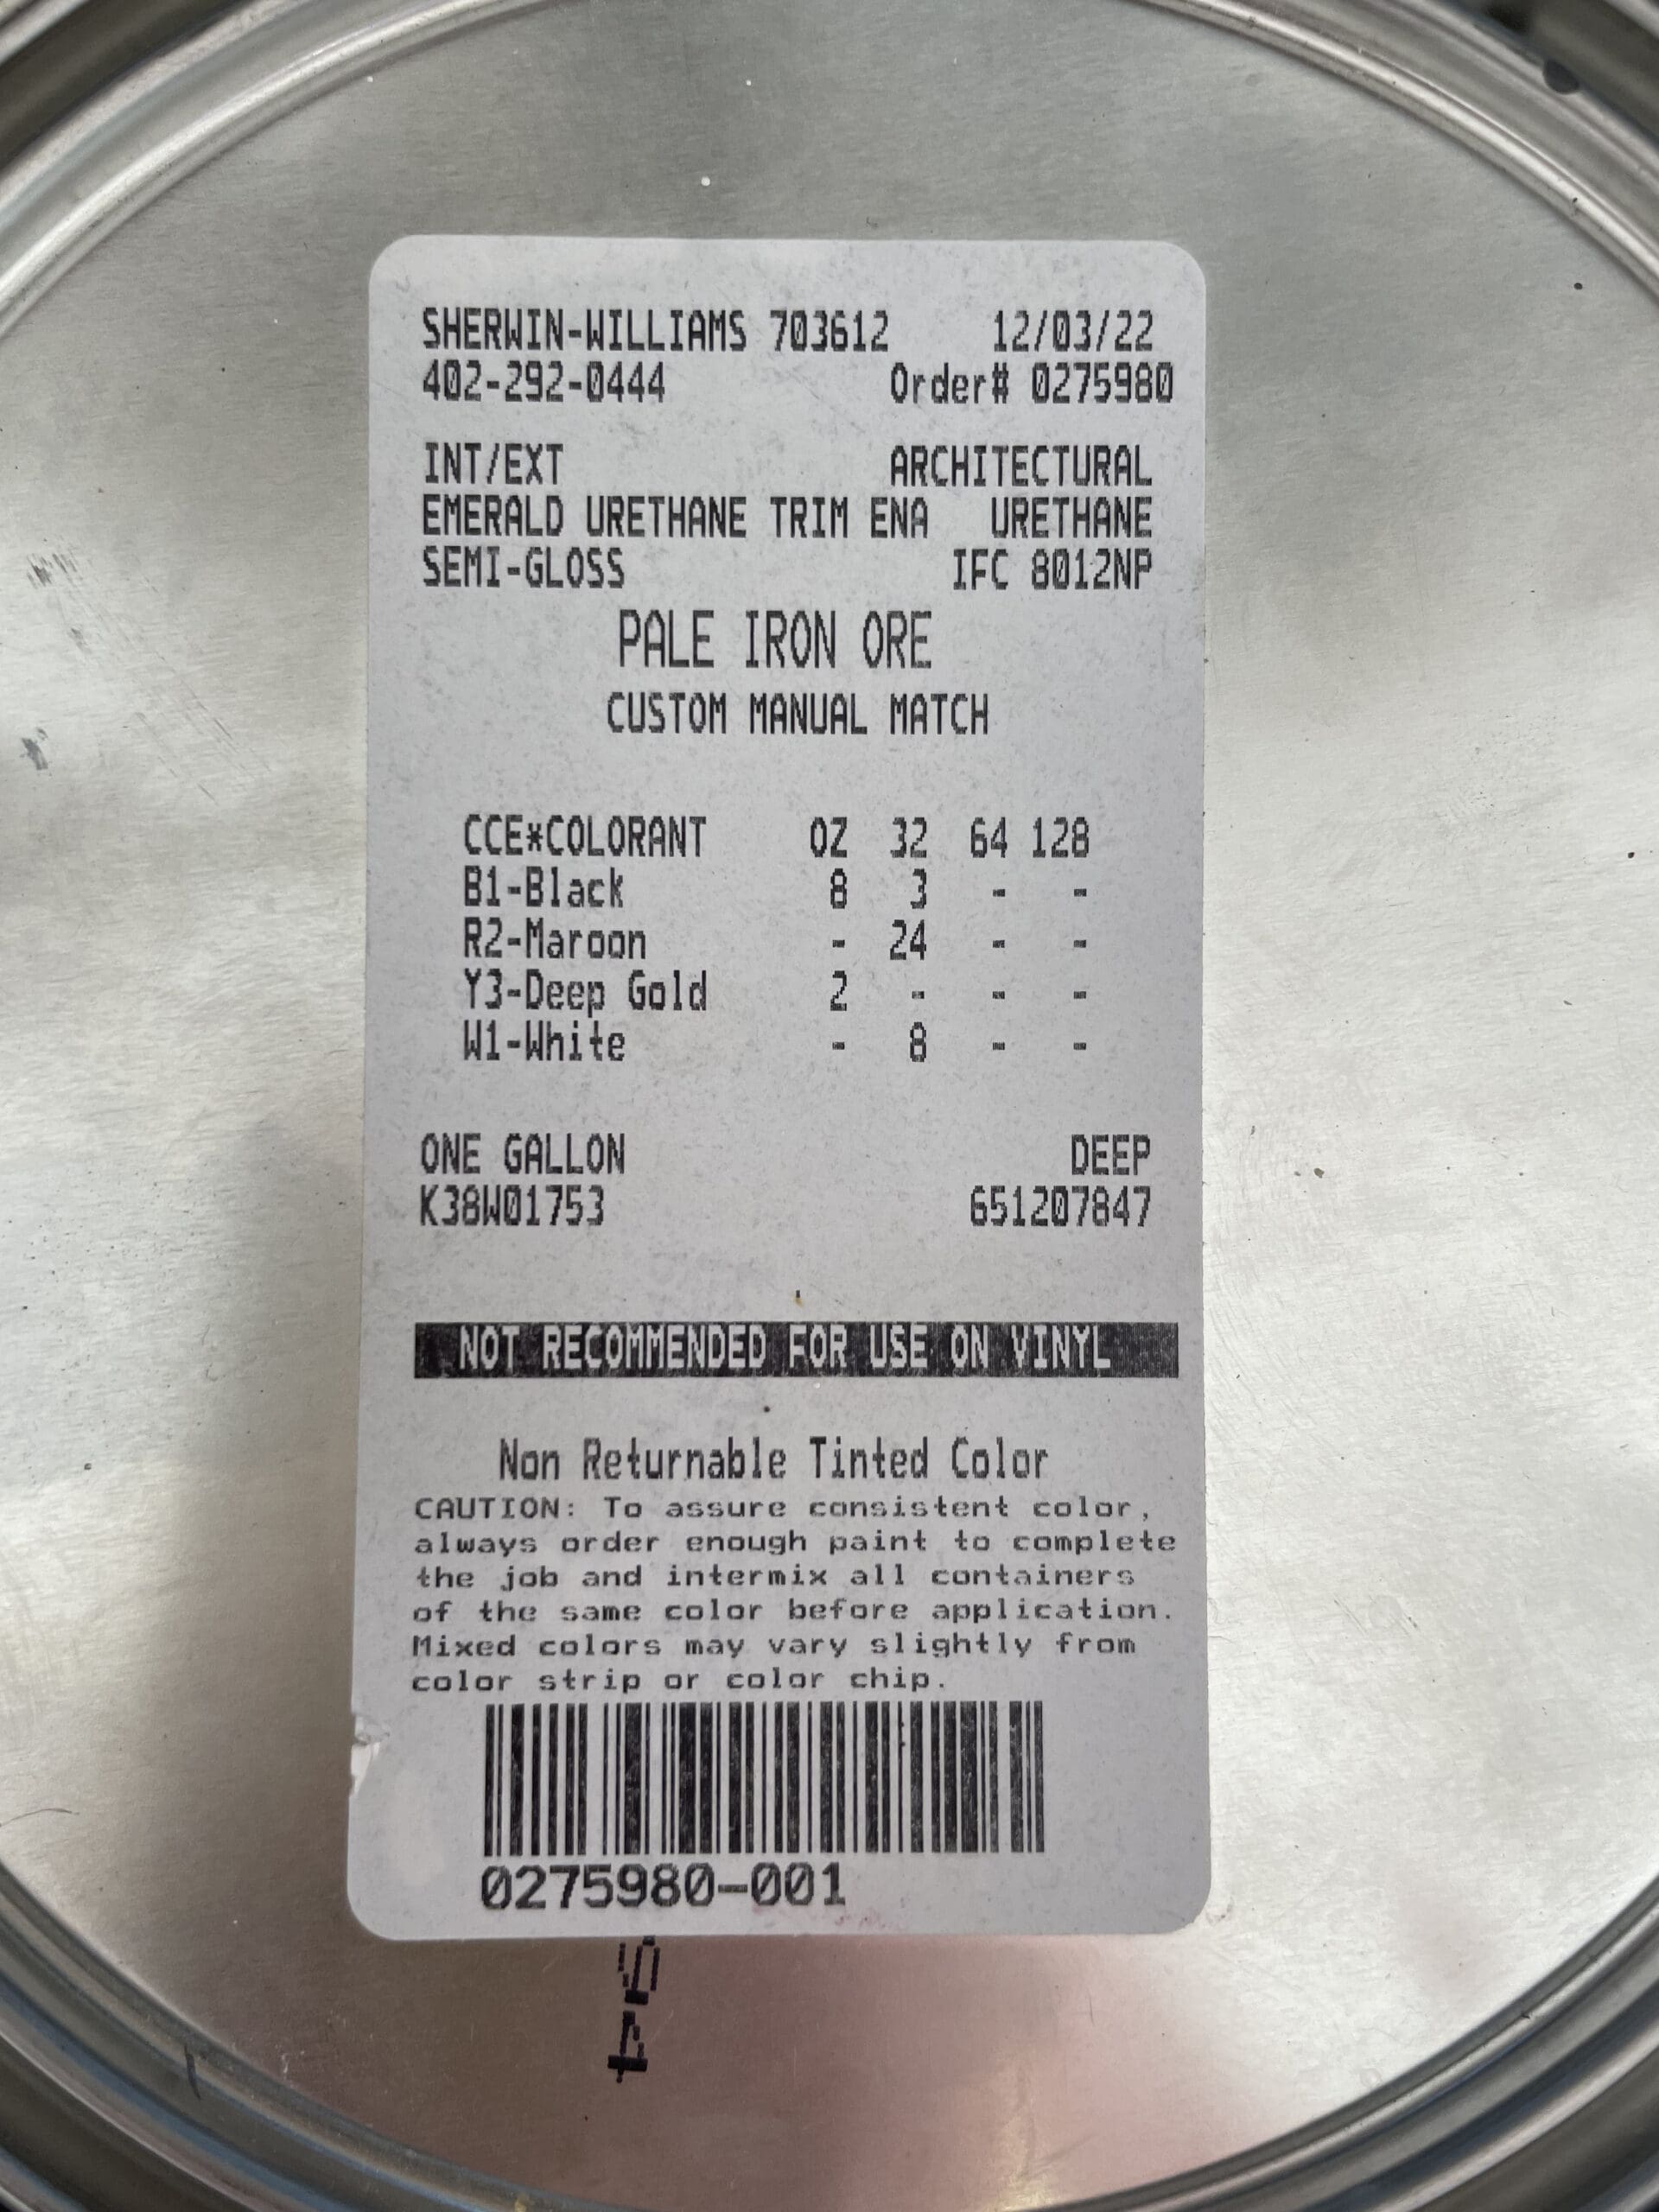 SHERWIN-WILLIAMS 703612 12/03/22
402-292-0444 Order# 0275980
INT/EXT ARCHITECTURAL
EMERALD URETHANE TRIM ENA URETHANE
SEMI-GLOSS IFC 8012NP
PALE IRON ORE
CUSTOM MANUAL MATCH
CCE*COLORANT OZ 32 64 128
B1-Black 8 3 - -
R2-Maroon - 24 - -
Y3-Deep Gold 2 - - -
W1-White - 8 - -
ONE GALLON DEEP
K38W01753 651207847
NOT RECOMMENDED FOR USE ON VINYL
Non Returnable Tinted Color
CAUTION: To assure consistent color,
always order enough paint to complete
the job and intermix all containers
of the same color before application.
Mixed colors may vary slightly from
color strip or color chip.
0275980-001